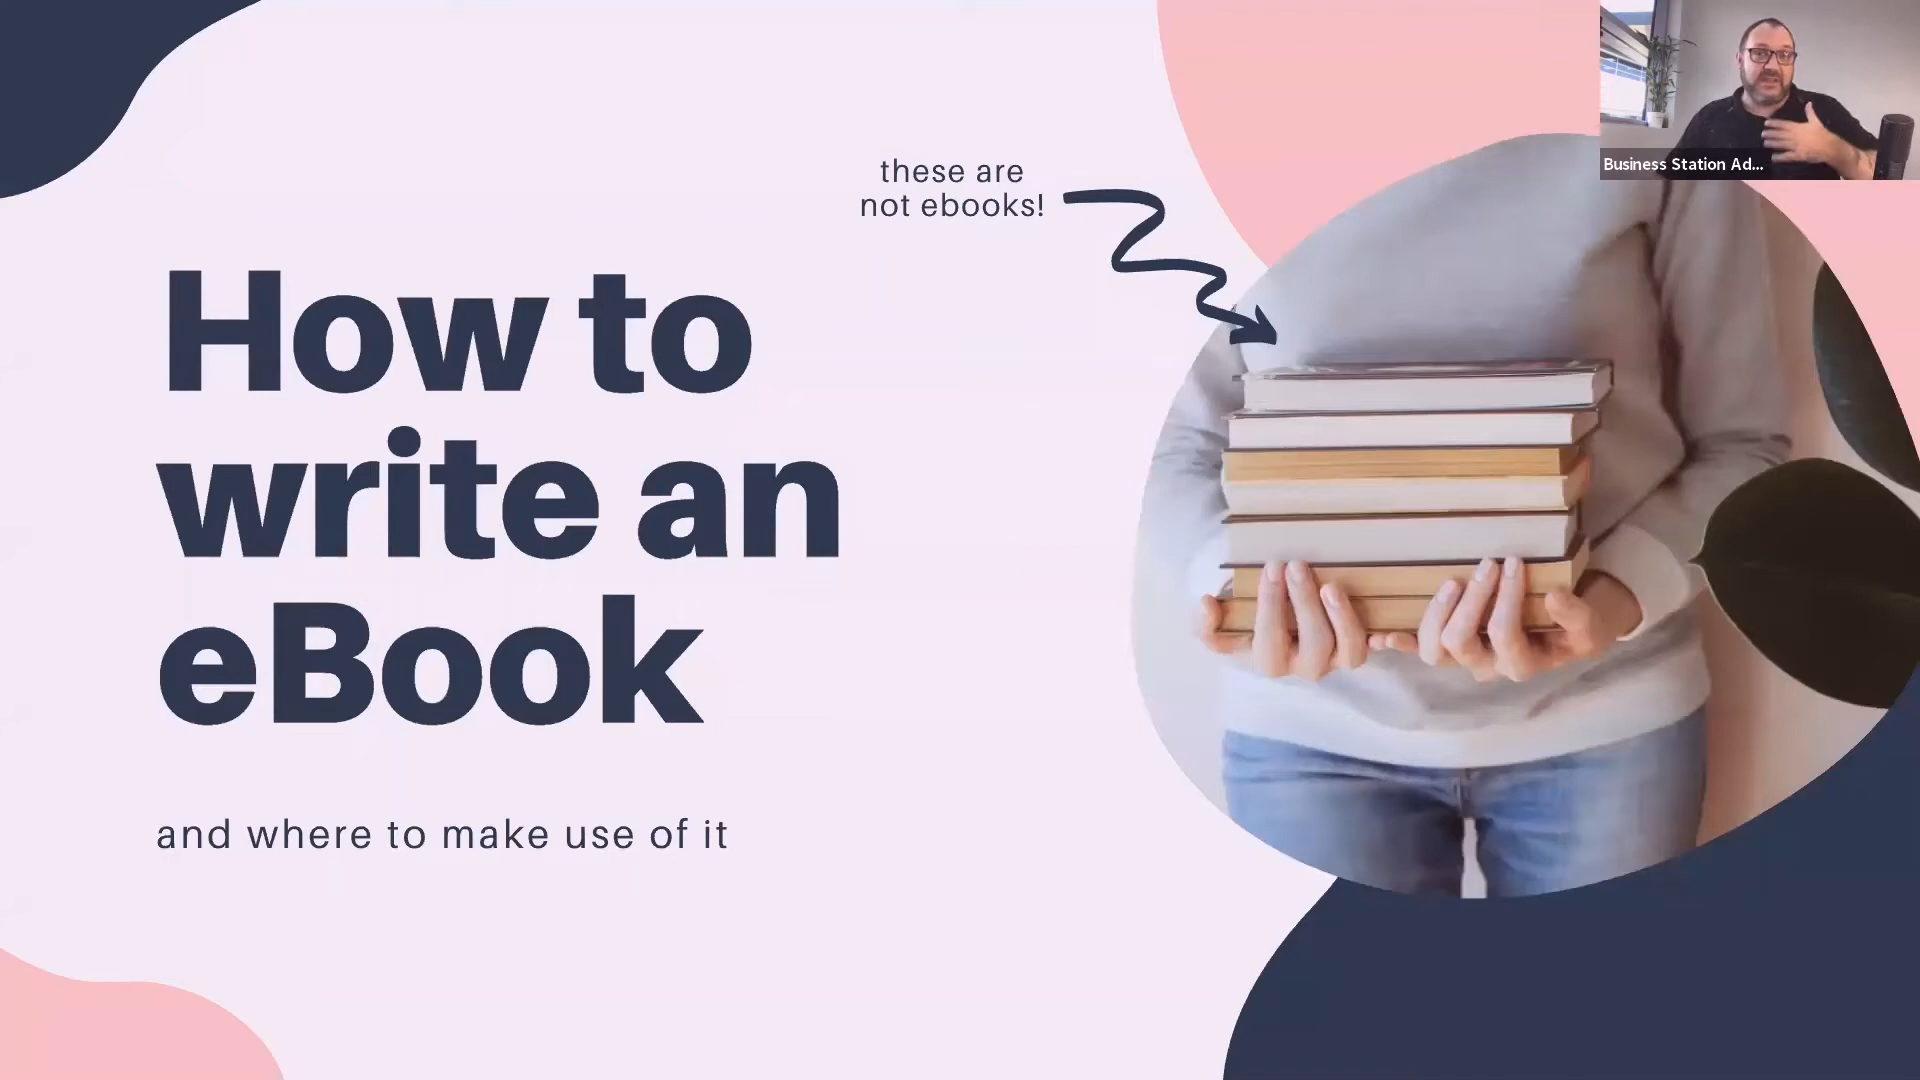 these are
not ebooks!
How to
write an
eBook
and where to make use of it
Business Station Ad...